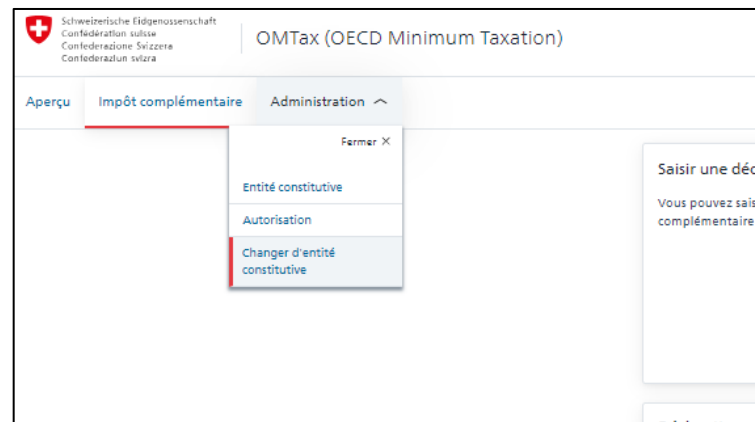 Schweizerische Eidgenossenschaft
Confédération suisse
Confederazione Svizzera
Confederaziun svizra
OMTax (OECD Minimum Taxation)
Aperçu Impôt complémentaire Administration
Fermer ×
Entité constitutive
Autorisation
Changer d'entité
constitutive
Saisir une déc
Vous pouvez sais
complémentaire